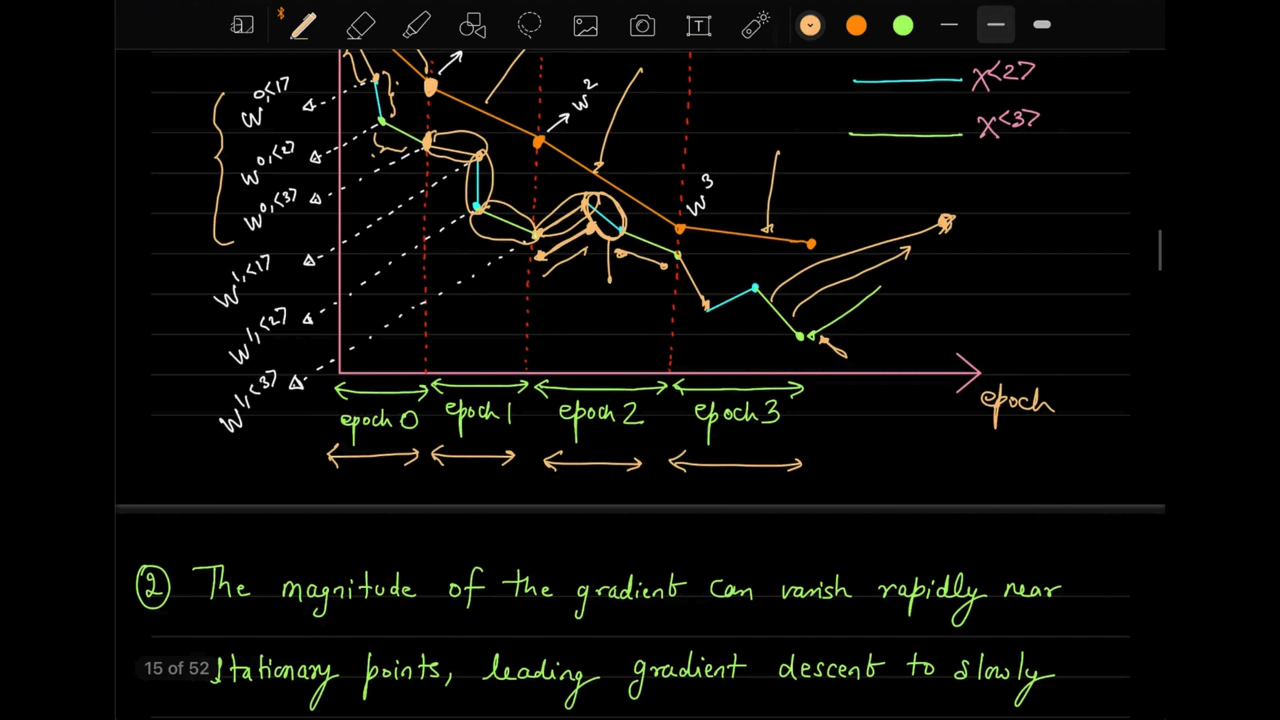 x<2>
x<3>
w^0,<1>
w^2
w^0,<2>
w^3
w^0,<3>
w^1,<1>
w^1,<2>
w^1,<3>
epoch 0 epoch 1 epoch 2 epoch 3 epoch
② The magnitude of the gradient can vanish rapidly near
stationary points, leading gradient descent to slowly
15 of 52